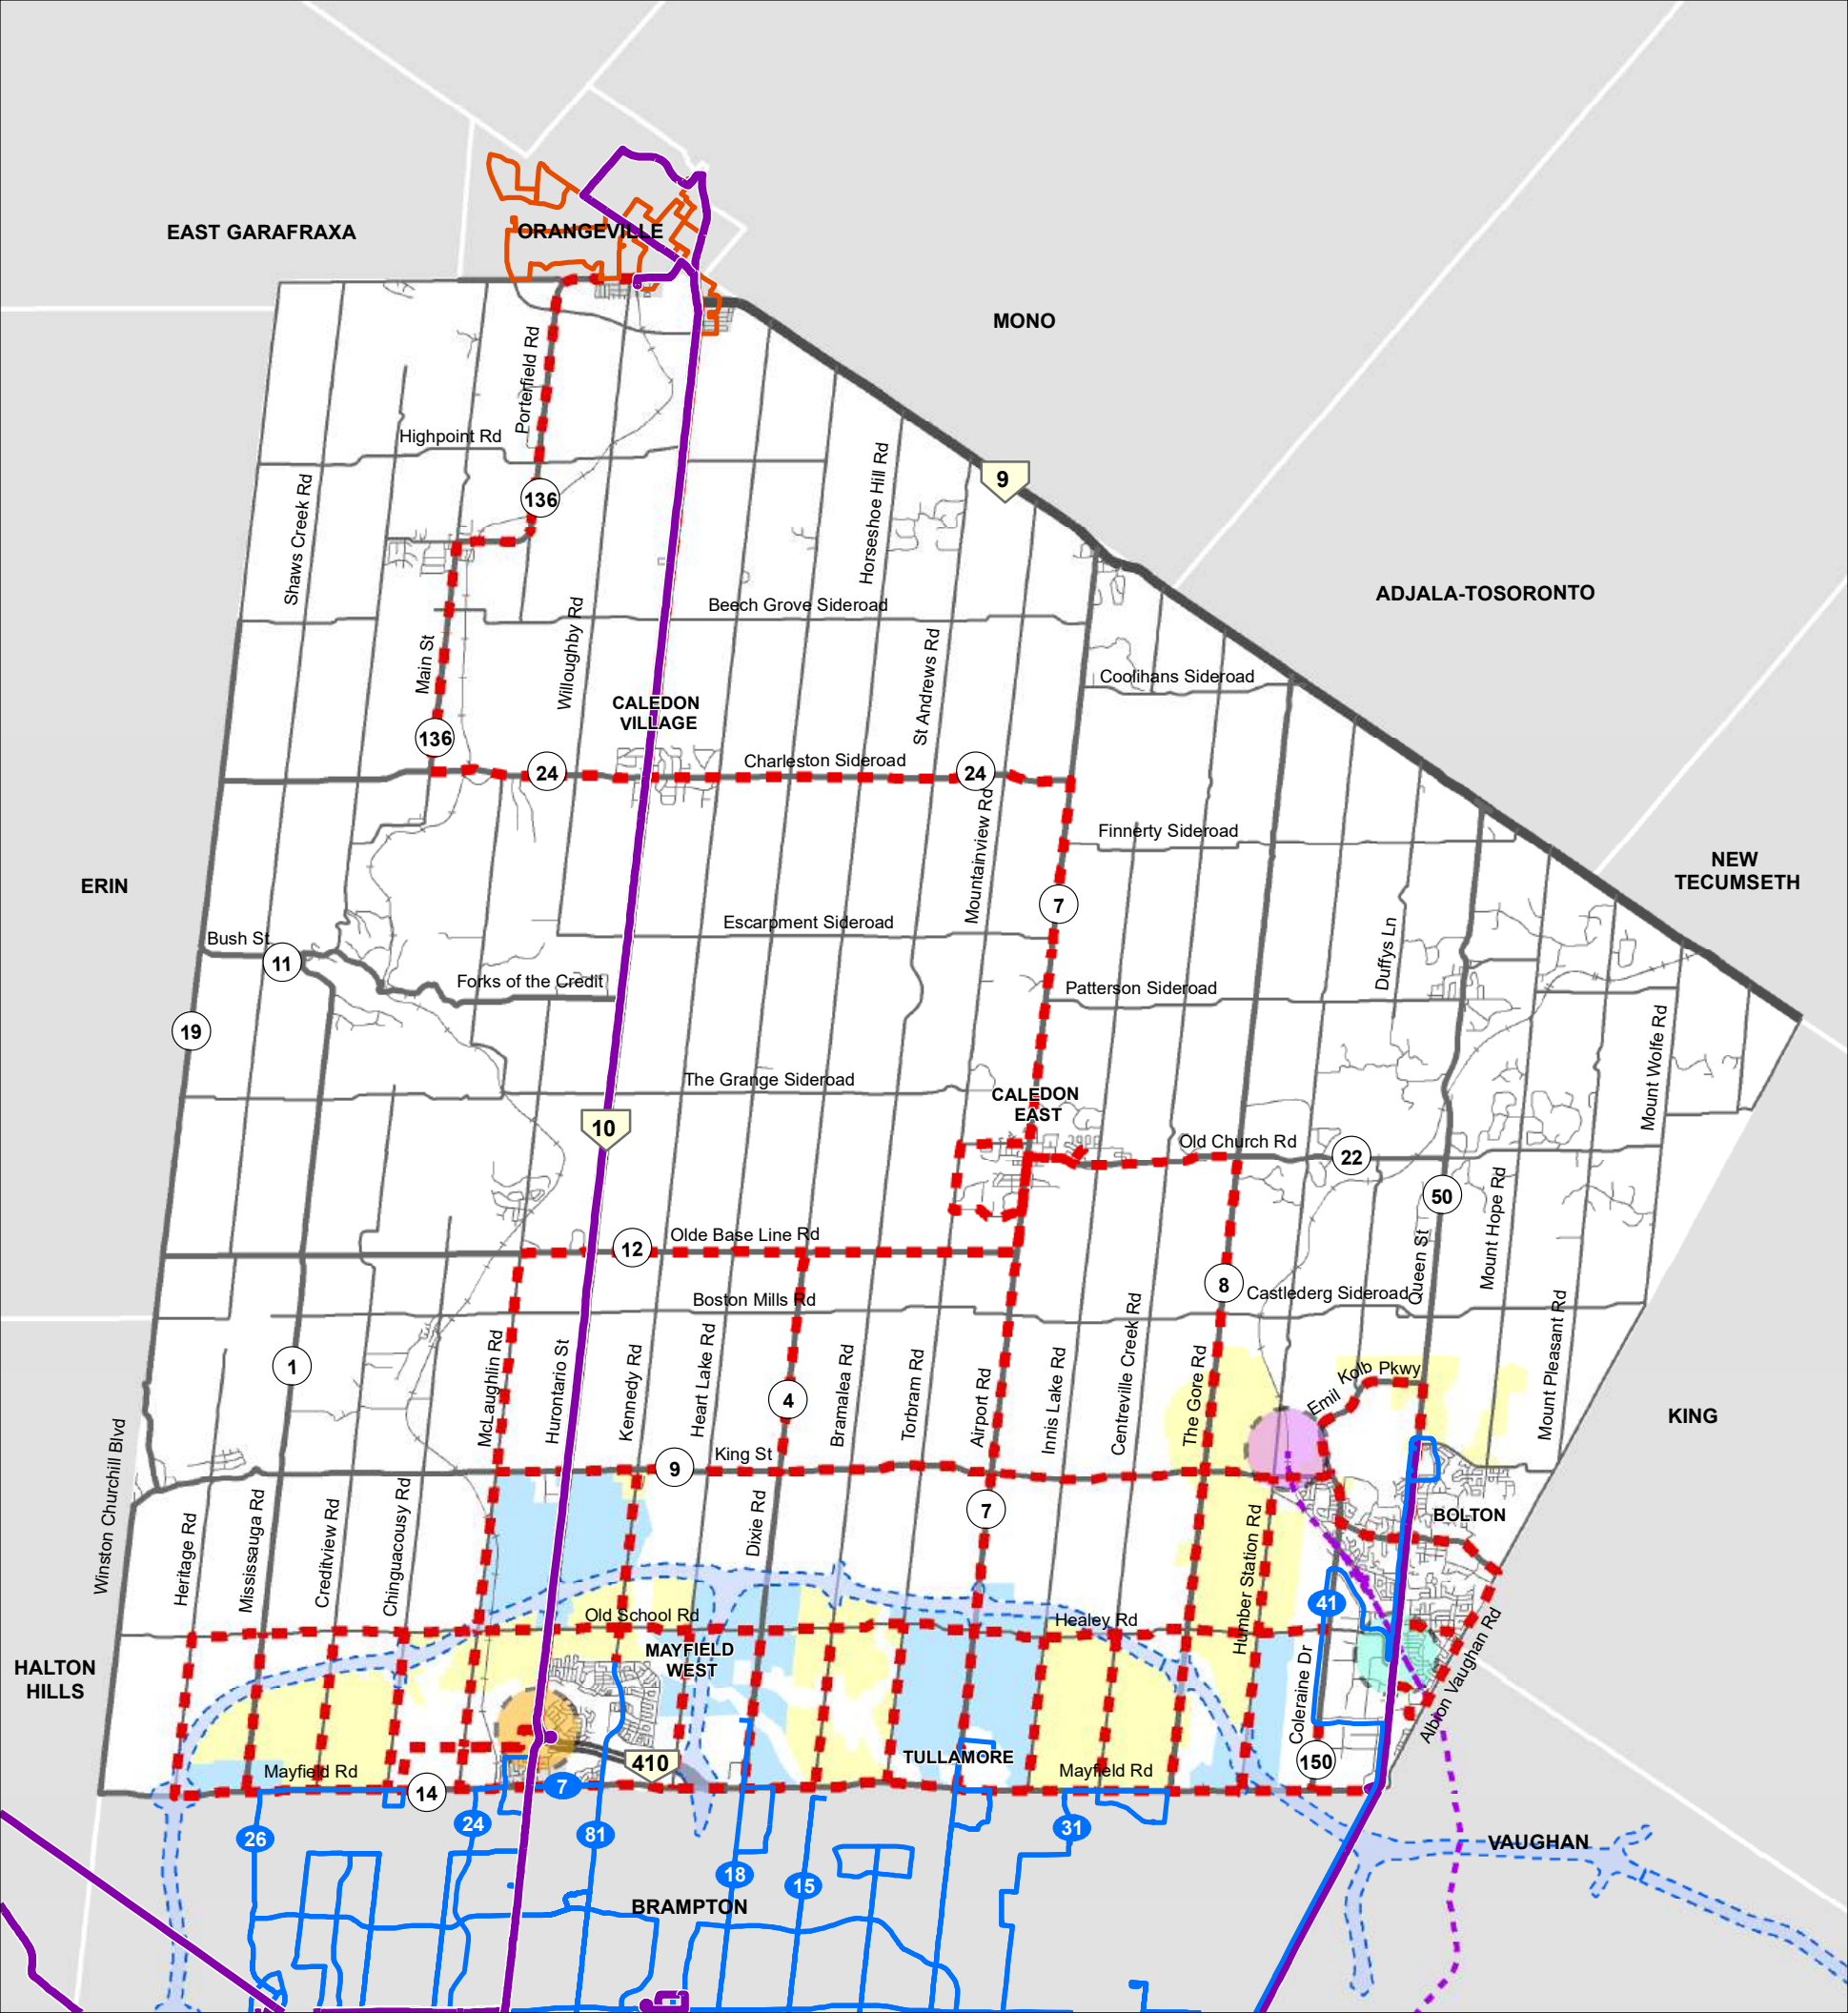 EAST GARAFRAXA
ORANGEVILLE
MONO
Porterfield Rd
Highpoint Rd
9
136
Shaws Creek Rd
Horseshoe Hill Rd
ADJALA-TOSORONTO
Beech Grove Sideroad
Main St
Willoughby Rd
St Andrews Rd
Coolihans Sideroad
CALEDON
VILLAGE
136
24
Charleston Sideroad
24
Mountainview Rd
Finnerty Sideroad
NEW
TECUMSETH
ERIN
7
Escarpment Sideroad
Duffys Ln
Bush St
11
Forks of the Credit
Patterson Sideroad
19
Mount Wolfe Rd
The Grange Sideroad
CALEDON
EAST
10
Old Church Rd
22
50
Mount Hope Rd
Olde Base Line Rd
12
Queen St
8
Castlederg Sideroad
Boston Mills Rd
1
McLaughlin Rd
Hurontario St
Kennedy Rd
Heart Lake Rd
4
Bramalea Rd
Torbram Rd
Airport Rd
Innis Lake Rd
Centreville Creek Rd
The Gore Rd
Emil Kolb Pkwy
Mount Pleasant Rd
KING
King St
9
7
BOLTON
Winston Churchill Blvd
Heritage Rd
Mississauga Rd
Creditview Rd
Chinguacousy Rd
Dixie Rd
Humber Station Rd
41
Old School Rd
Healey Rd
MAYFIELD
WEST
HALTON
HILLS
Coleraine Dr
Albion Vaughan Rd
410
TULLAMORE
150
Mayfield Rd
Mayfield Rd
14
7
24
26
81
31
18
15
VAUGHAN
BRAMPTON